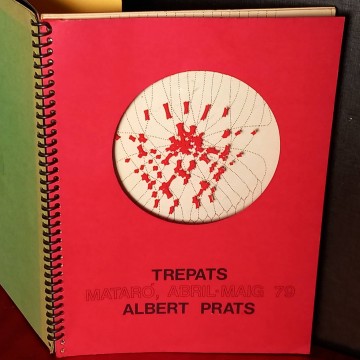 TREPATS
MATARÓ, ABRIL-MAIG 79
ALBERT PRATS